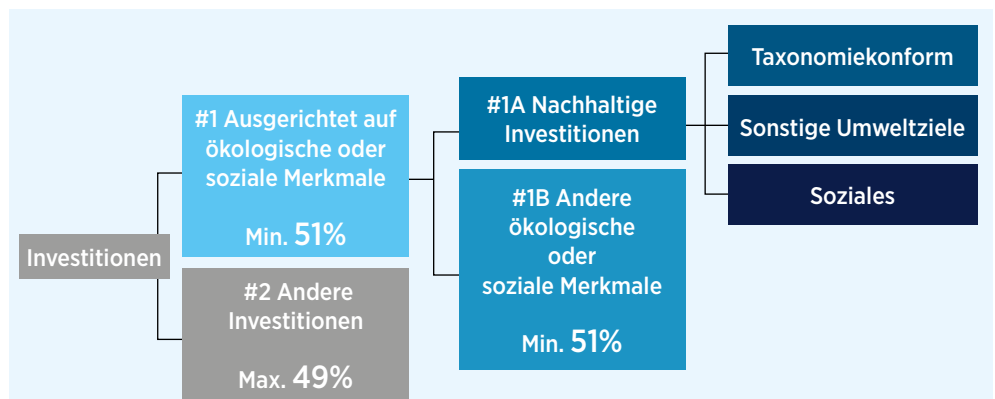 Investitionen
#1 Ausgerichtet auf
ökologische oder
soziale Merkmale
Min. 51%
#2 Andere
Investitionen
Max. 49%
#1A Nachhaltige
Investitionen
#1B Andere
ökologische
oder
soziale Merkmale
Min. 51%
Taxonomiekonform
Sonstige Umweltziele
Soziales